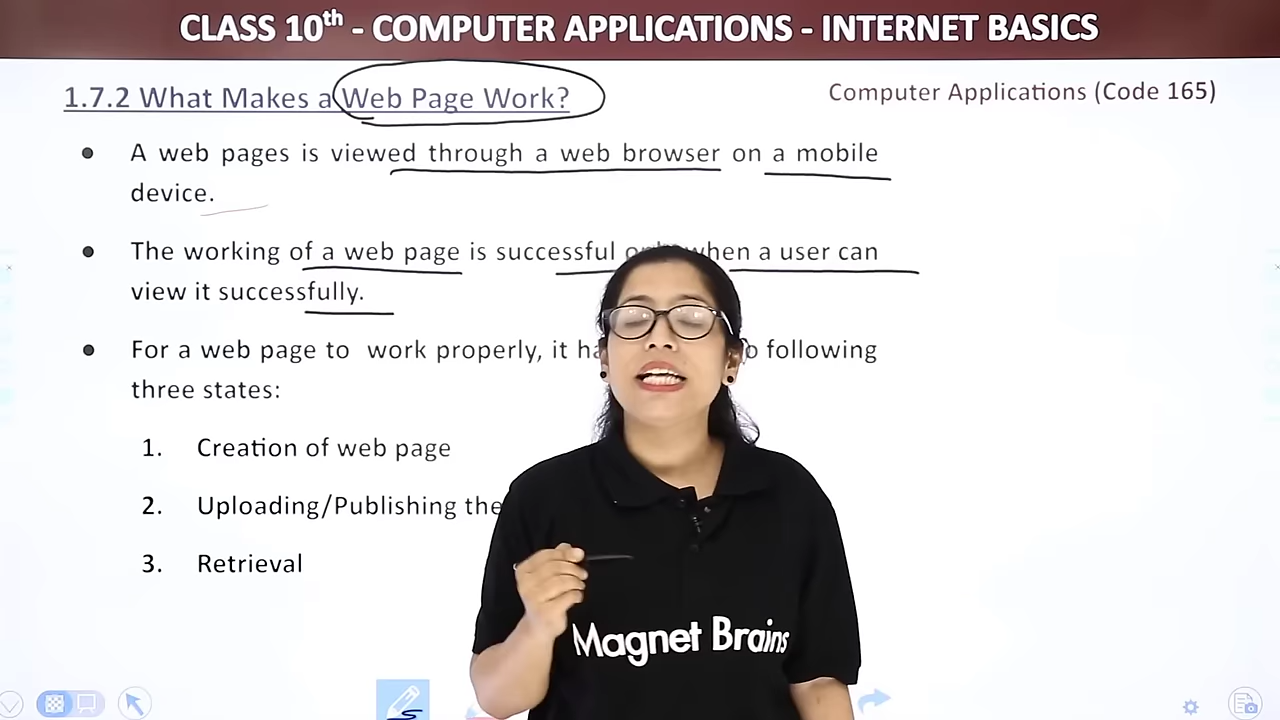 CLASS 10th - COMPUTER APPLICATIONS - INTERNET BASICS
1.7.2 What Makes a Web Page Work?
Computer Applications (Code 165)
• A web pages is viewed through a web browser on a mobile
device.
• The working of a web page is successful when a user can
view it successfully.
• For a web page to work properly, it following
three states:
1. Creation of web page
2. Uploading/Publishing the
3. Retrieval
Magnet Brains